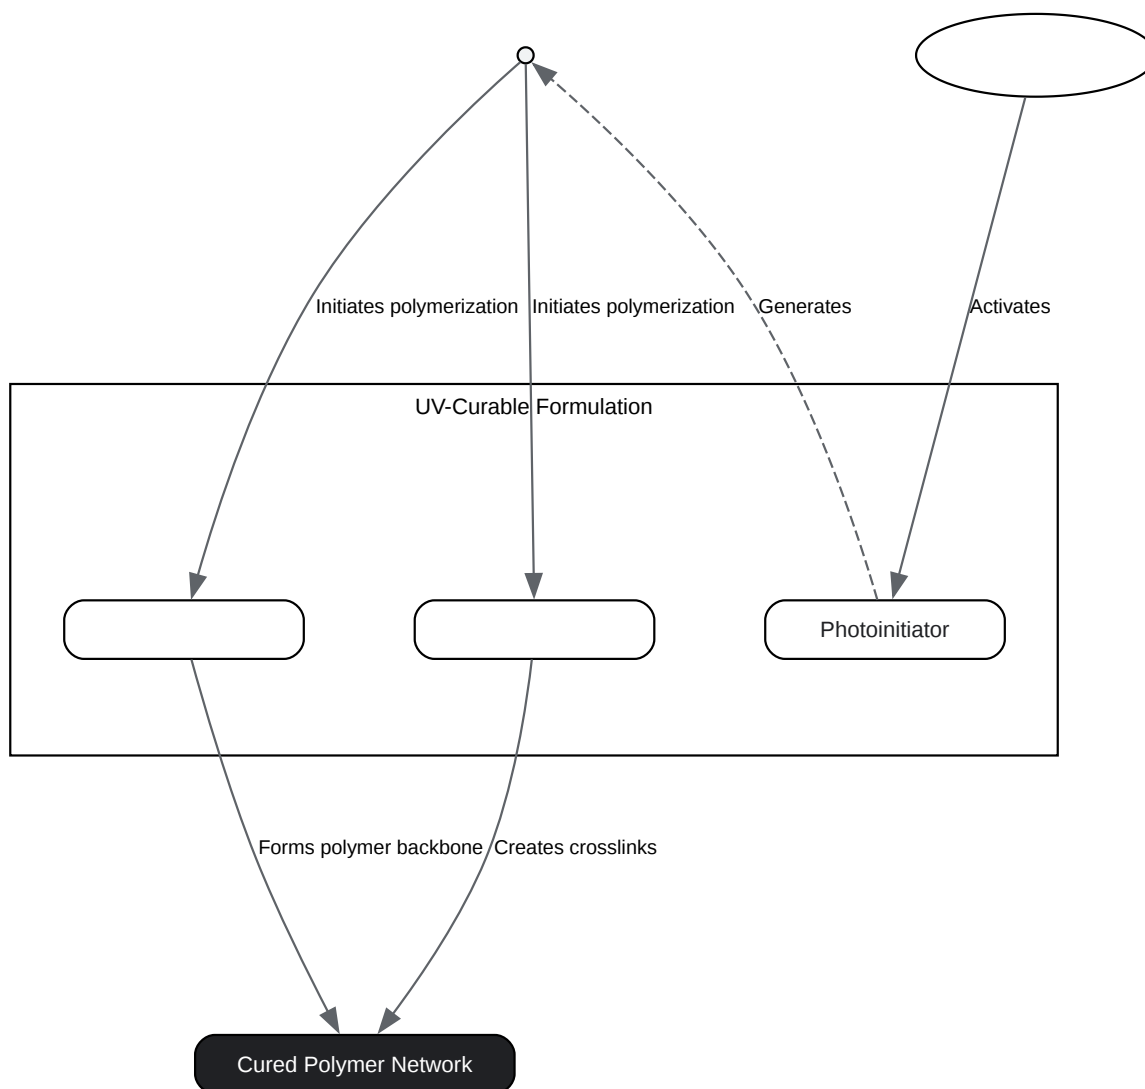 Initiates polymerization
Initiates polymerization
Generates
Activates
UV-Curable Formulation
Photoinitiator
Forms polymer backbone
Creates crosslinks
Cured Polymer Network